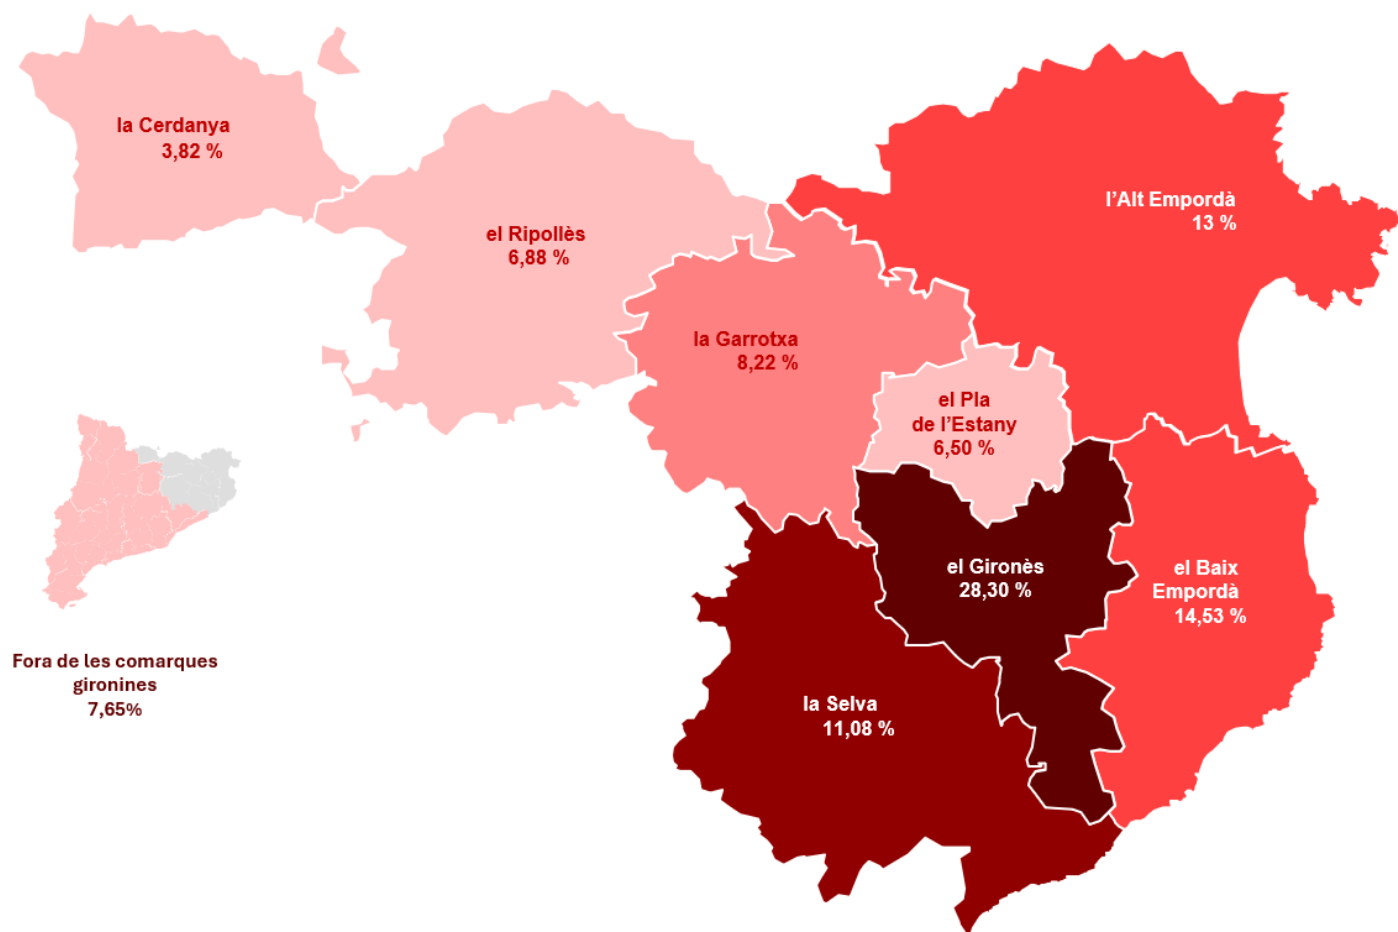 la Cerdanya
3,82 %
el Ripollès
6,88 %
l'Alt Empordà
13 %
la Garrotxa
8,22 %
el Pla
de l'Estany
6,50 %
el Gironès
28,30 %
el Baix
Empordà
14,53 %
la Selva
11,08 %
Fora de les comarques
gironines
7,65%